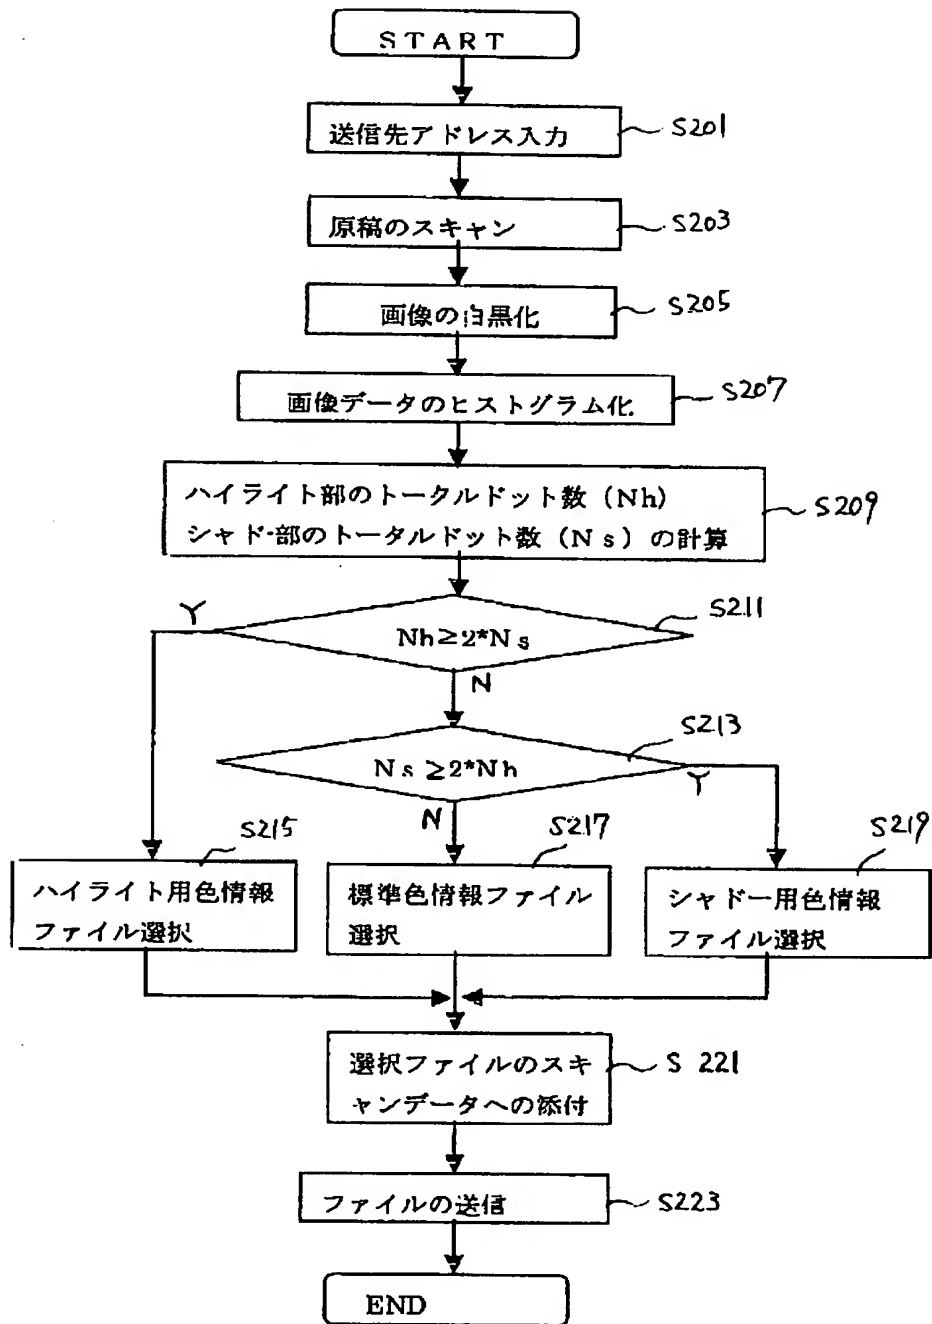 START
送信先アドレス入力
S201
原稿のスキャン
S203
画像の白黒化
S205
画像データのヒストグラム化
S207
ハイライト部のトータルドット数（Nh）
シャド-部のトータルドット数（Ns）の計算
S209
Y
Nh≥2*Ns
S211
N
Ns≥2*Nh
S213
Y
N
S215
ハイライト用色情報
ファイル選択
S217
標準色情報ファイル
選択
S219
シャドー用色情報
ファイル選択
選択ファイルのスキ
ャンデータへの添付
S 221
ファイルの送信
S223
END